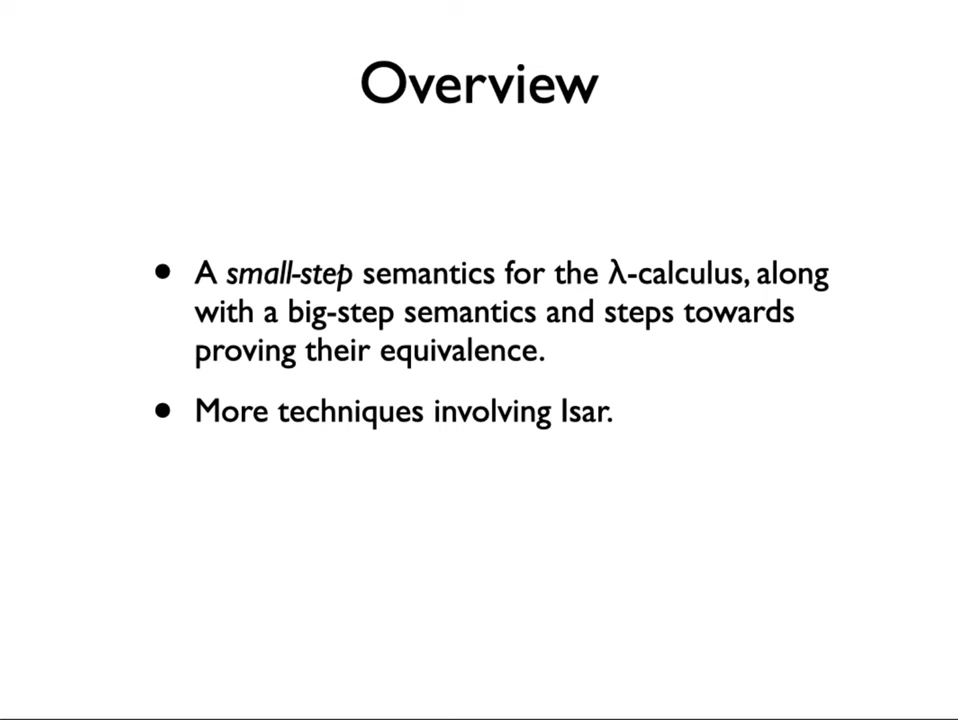 Overview
• A small-step semantics for the λ-calculus, along
with a big-step semantics and steps towards
proving their equivalence.
• More techniques involving Isar.